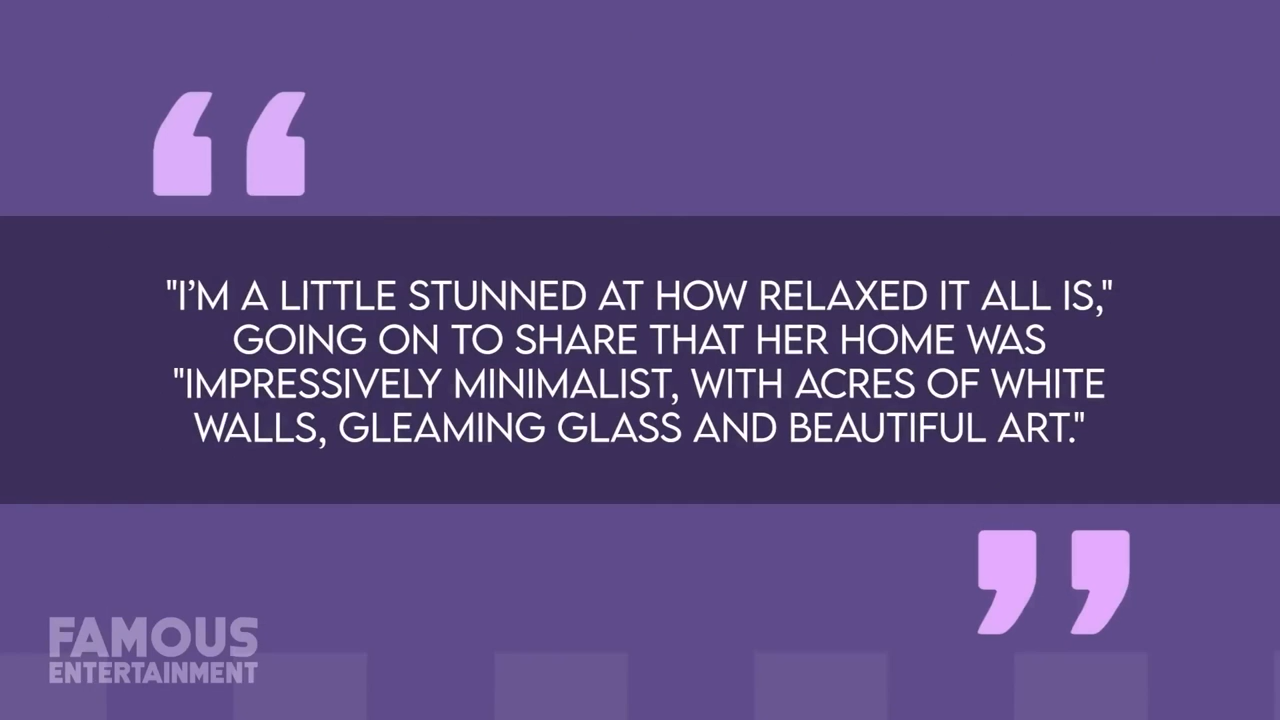 "I’M A LITTLE STUNNED AT HOW RELAXED IT ALL IS,"
GOING ON TO SHARE THAT HER HOME WAS
"IMPRESSIVELY MINIMALIST, WITH ACRES OF WHITE
WALLS, GLEAMING GLASS AND BEAUTIFUL ART."
FAMOUS
ENTERTAINMENT